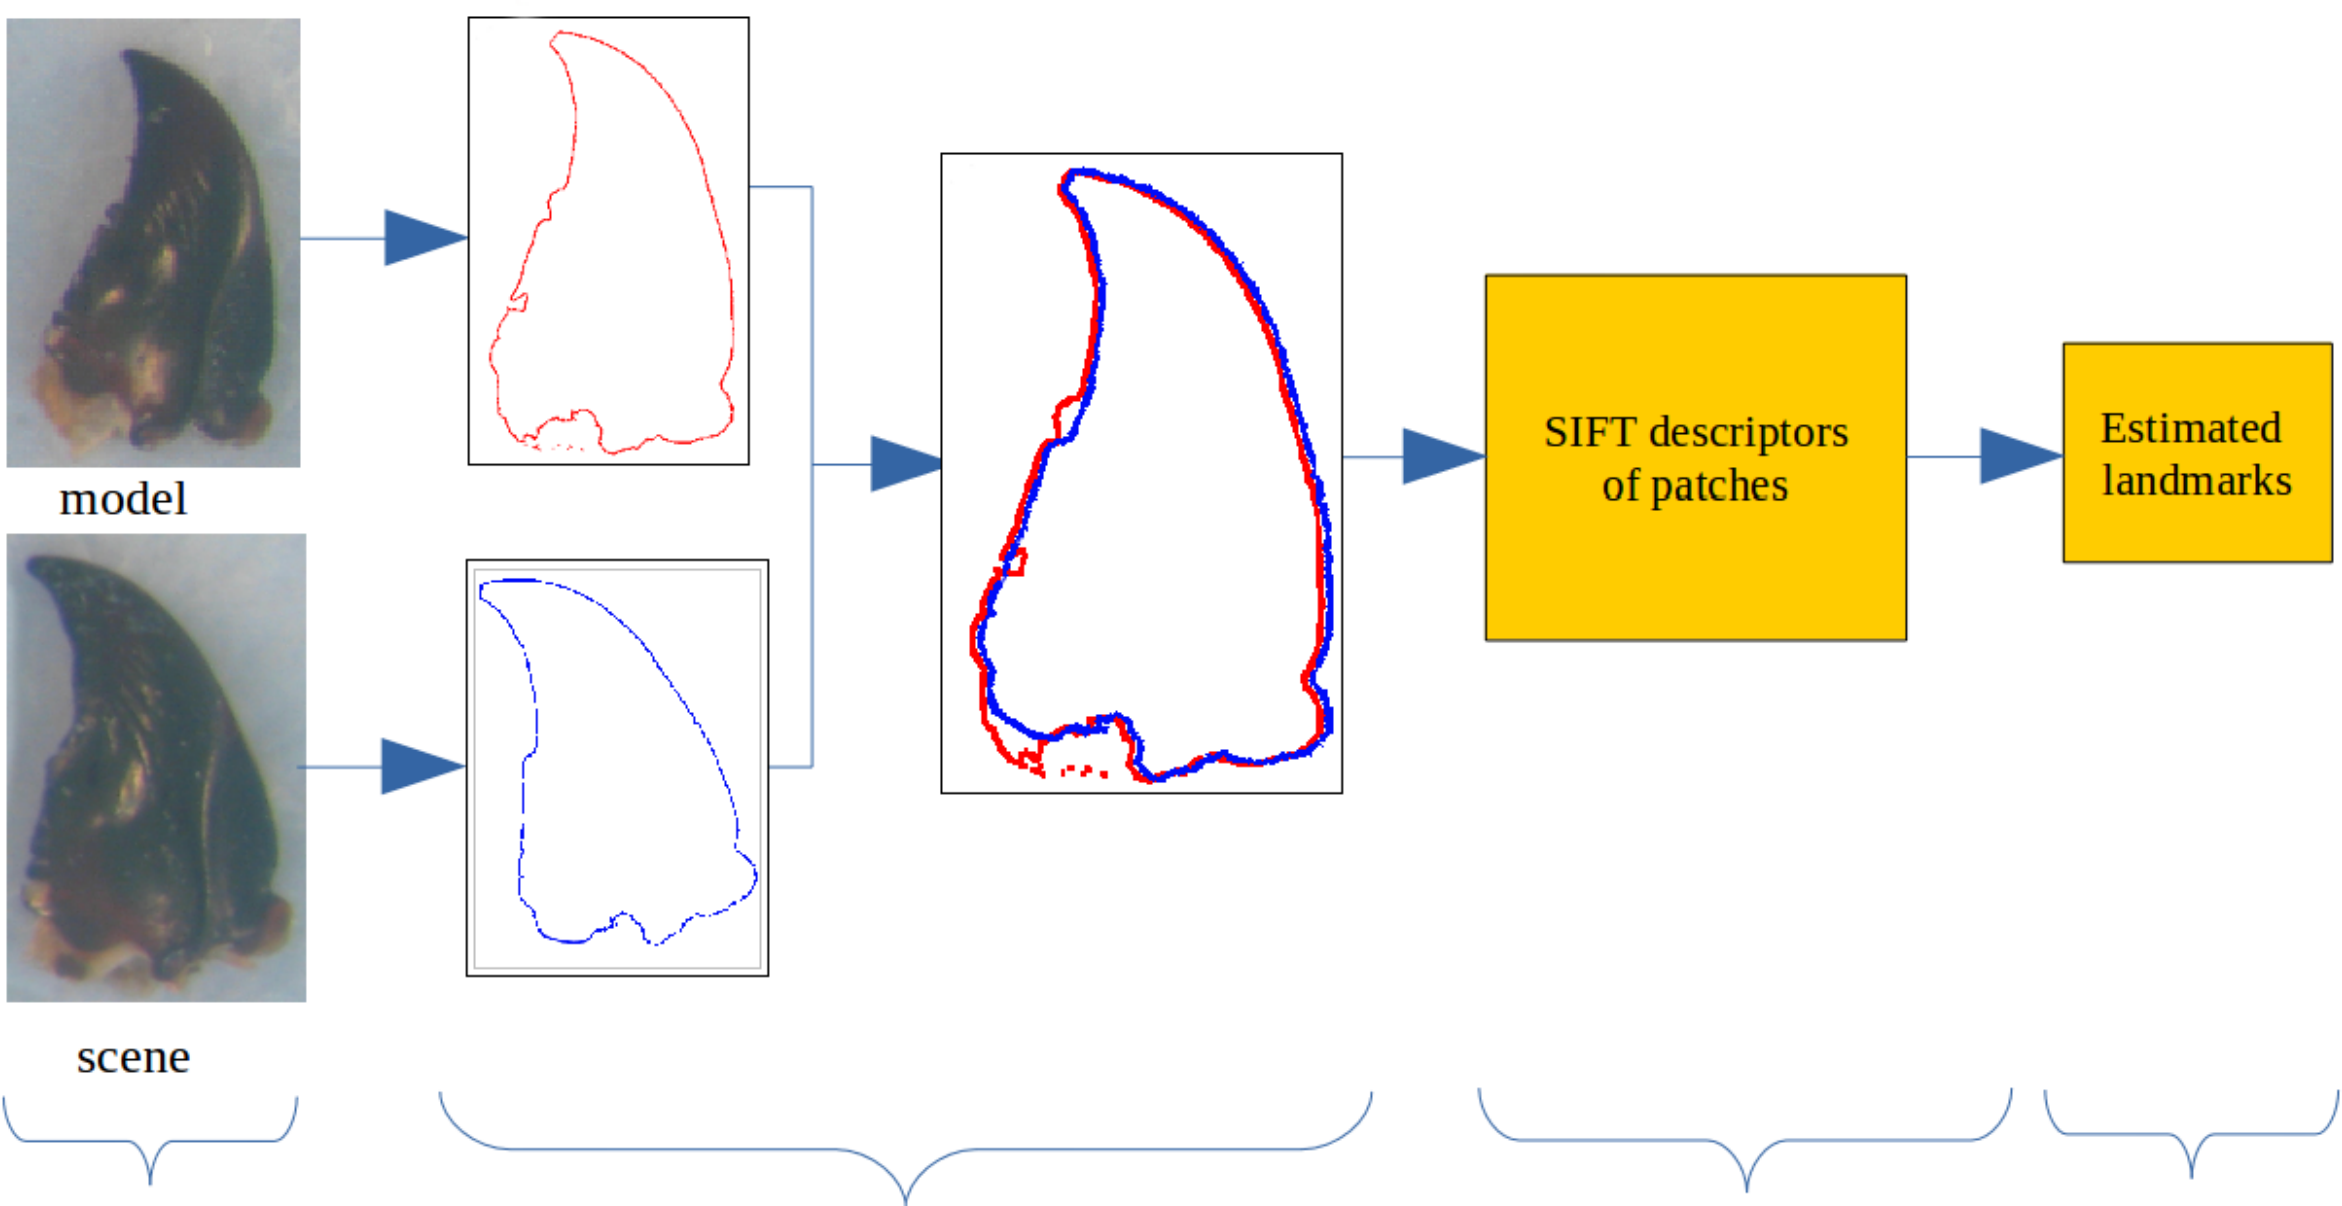 model
scene
SIFT descriptors
of patches
Estimated
landmarks